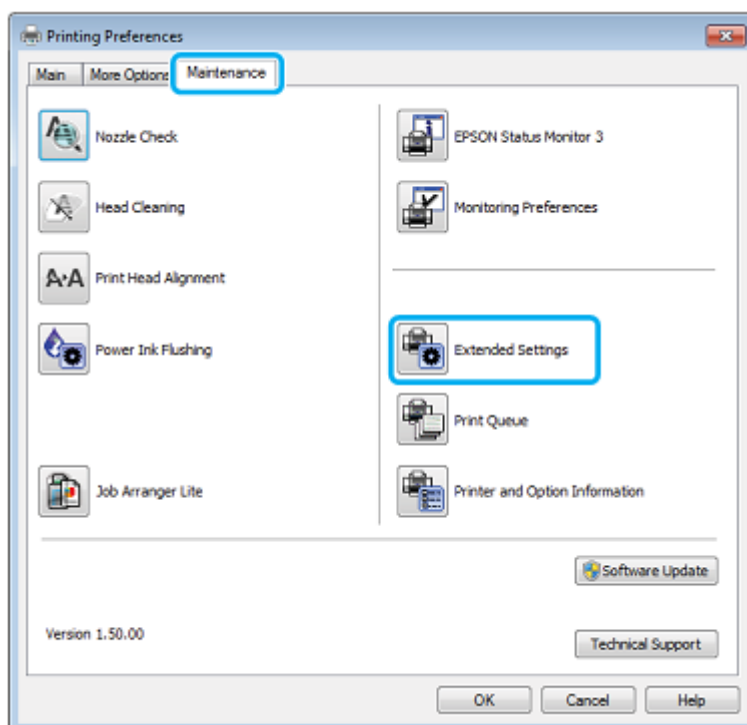 Printing Preferences
Main More Options Maintenance
Nozzle Check
EPSON Status Monitor 3
Head Cleaning
Monitoring Preferences
A·A Print Head Alignment
Power Ink Flushing
Extended Settings
Print Queue
Job Arranger Lite
Printer and Option Information
Software Update
Version 1.50.00
Technical Support
OK Cancel Help